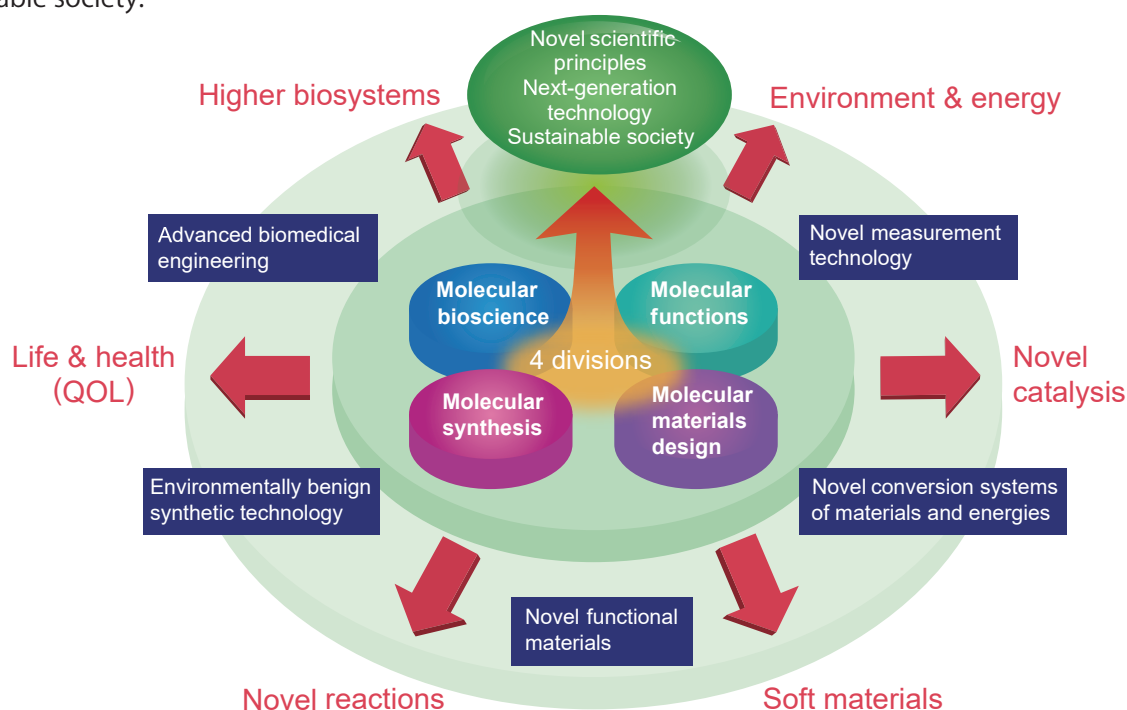 able society.
Novel scientific
principles
Next-generation
technology
Sustainable society
Higher biosystems
Environment & energy
Advanced biomedical
engineering
Novel measurement
technology
Molecular
bioscience
Molecular
functions
4 divisions
Life & health
(QOL)
Novel
catalysis
Molecular
synthesis
Molecular
materials
design
Environmentally benign
synthetic technology
Novel conversion systems
of materials and energies
Novel functional
materials
Novel reactions
Soft materials